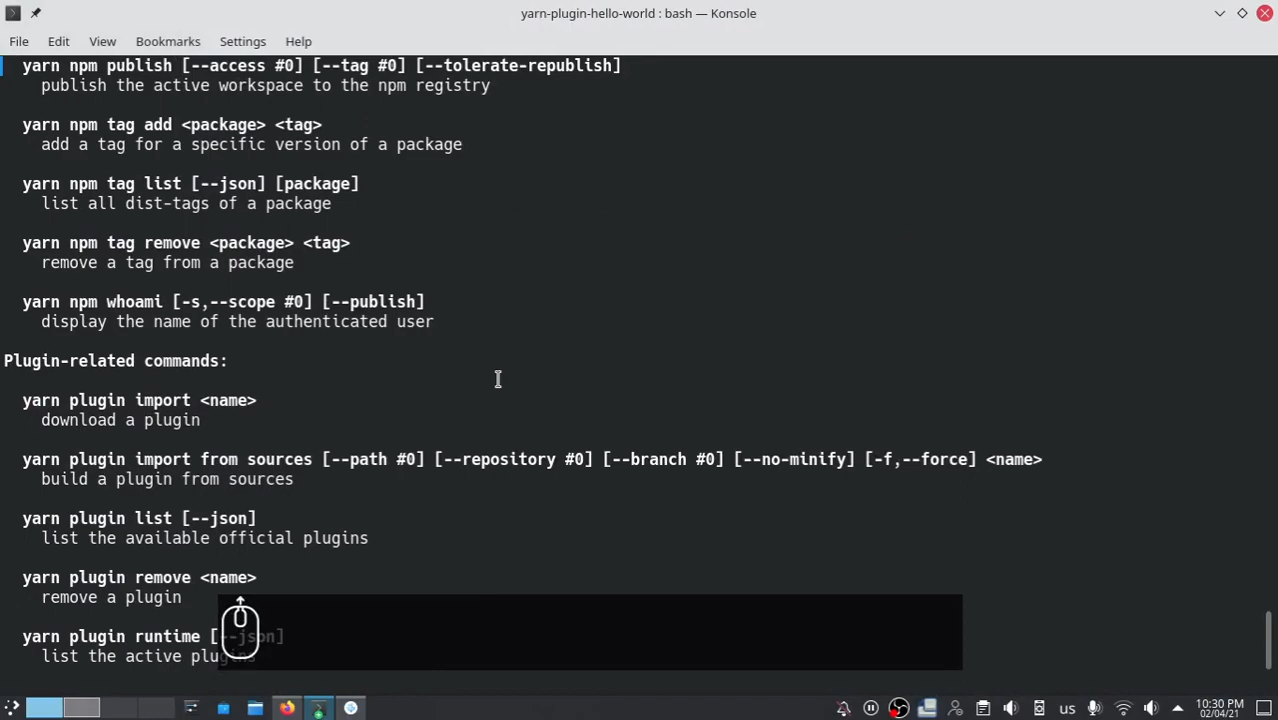 yarn-plugin-hello-world : bash — Konsole
File Edit View Bookmarks Settings Help
yarn npm publish [--access #0] [--tag #0] [--tolerate-republish]
publish the active workspace to the npm registry
yarn npm tag add <package> <tag>
add a tag for a specific version of a package
yarn npm tag list [--json] [package]
list all dist-tags of a package
yarn npm tag remove <package> <tag>
remove a tag from a package
yarn npm whoami [-s,--scope #0] [--publish]
display the name of the authenticated user
Plugin-related commands:
yarn plugin import <name>
download a plugin
yarn plugin import from sources [--path #0] [--repository #0] [--branch #0] [--no-minify] [-f,--force] <name>
build a plugin from sources
yarn plugin list [--json]
list the available official plugins
yarn plugin remove <name>
remove a plugin
yarn plugin runtime [--json]
list the active plugins
us
10:30 PM
02/04/21